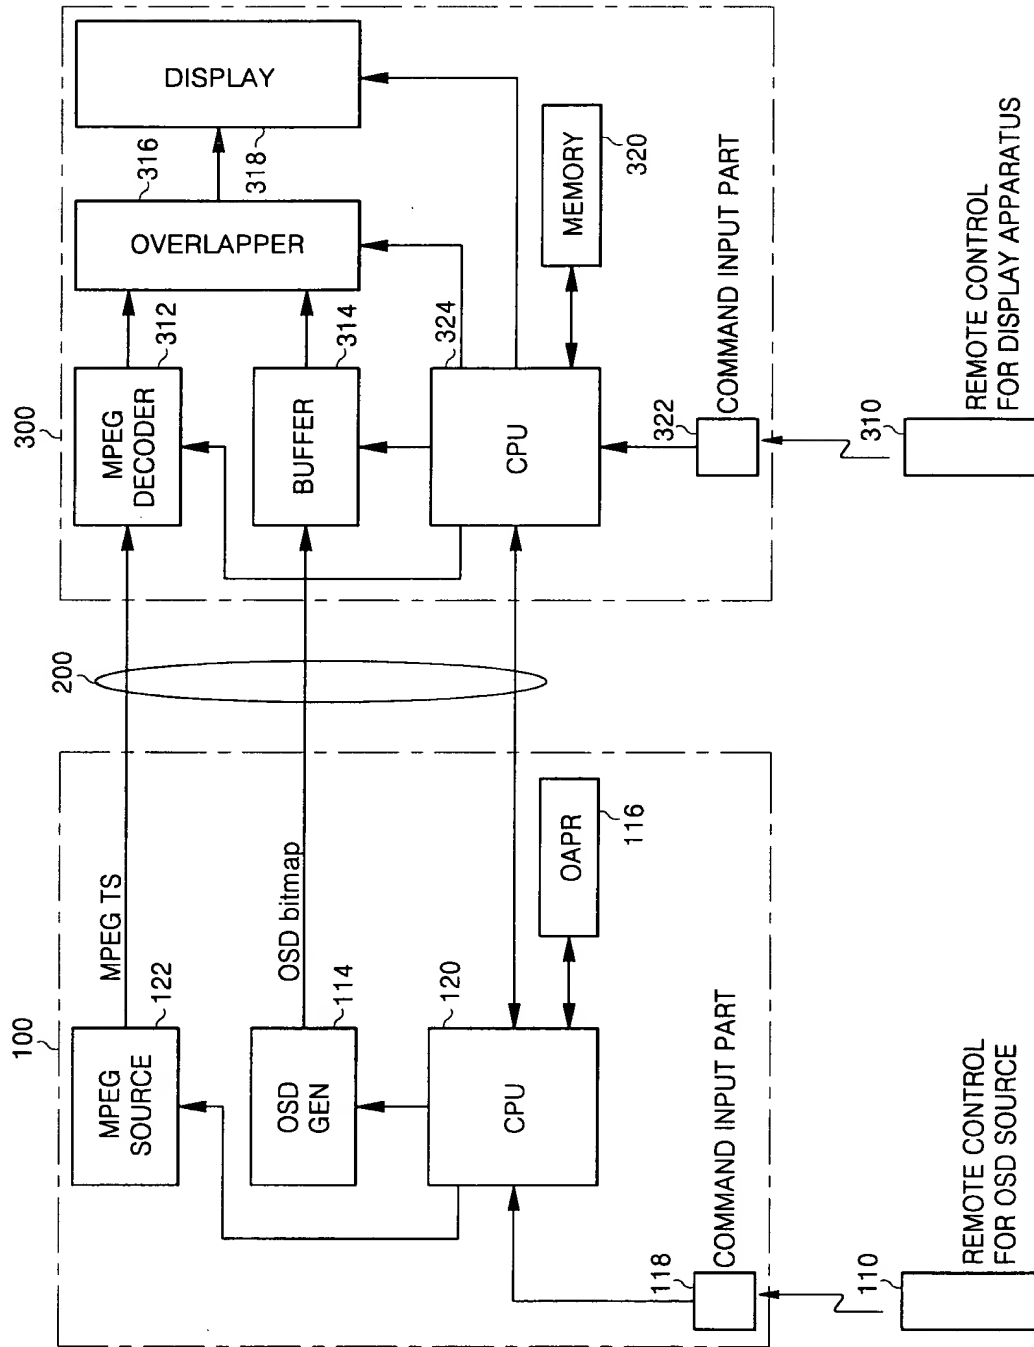 100
MPEG
SOURCE
122
MPEG TS
OSD
GEN
114
OSD bitmap
CPU
120
OAPR
116
118
COMMAND INPUT PART
110
REMOTE CONTROL
FOR OSD SOURCE
200
300
MPEG
DECODER
312
BUFFER
314
OVERLAPPER
316
DISPLAY
318
CPU
324
MEMORY
320
322
COMMAND INPUT PART
310
REMOTE CONTROL
FOR DISPLAY APPARATUS